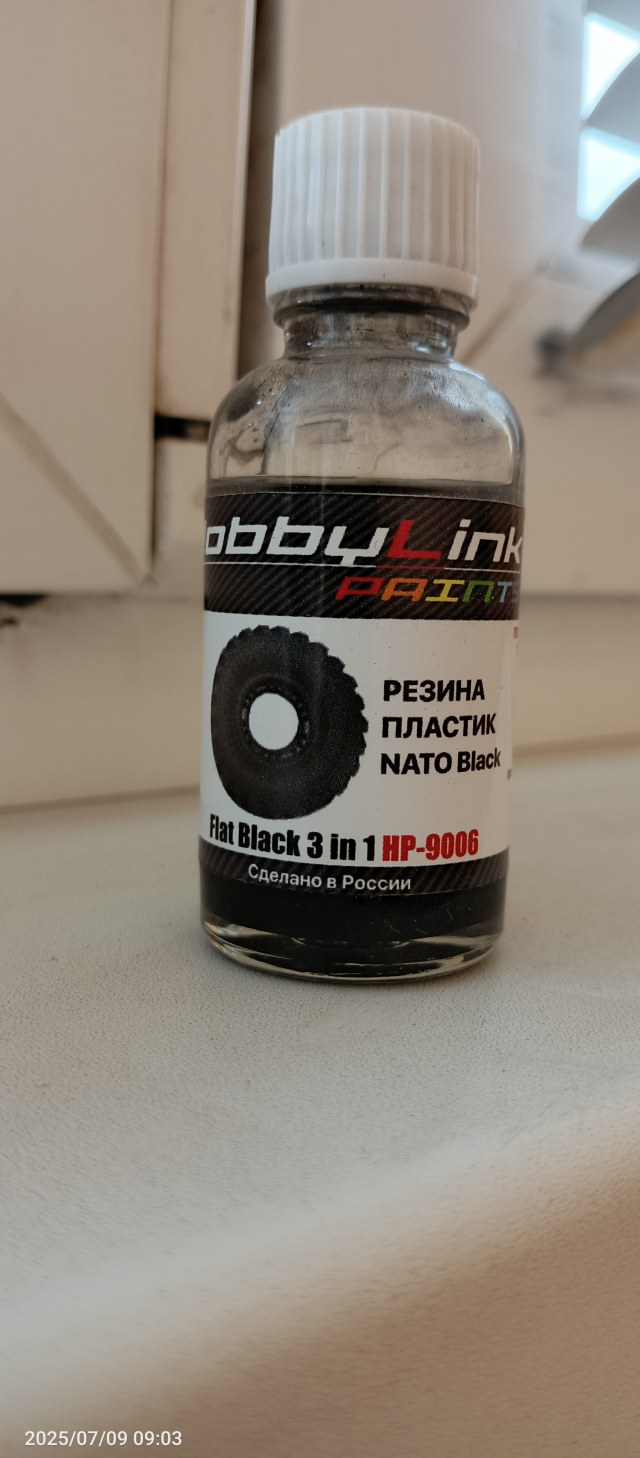 obbyLink
PAINT
РЕЗИНА
ПЛАСТИК
NATO Black
Flat Black 3 in 1 HP-9006
Сделано в России
2025/07/09 09:03